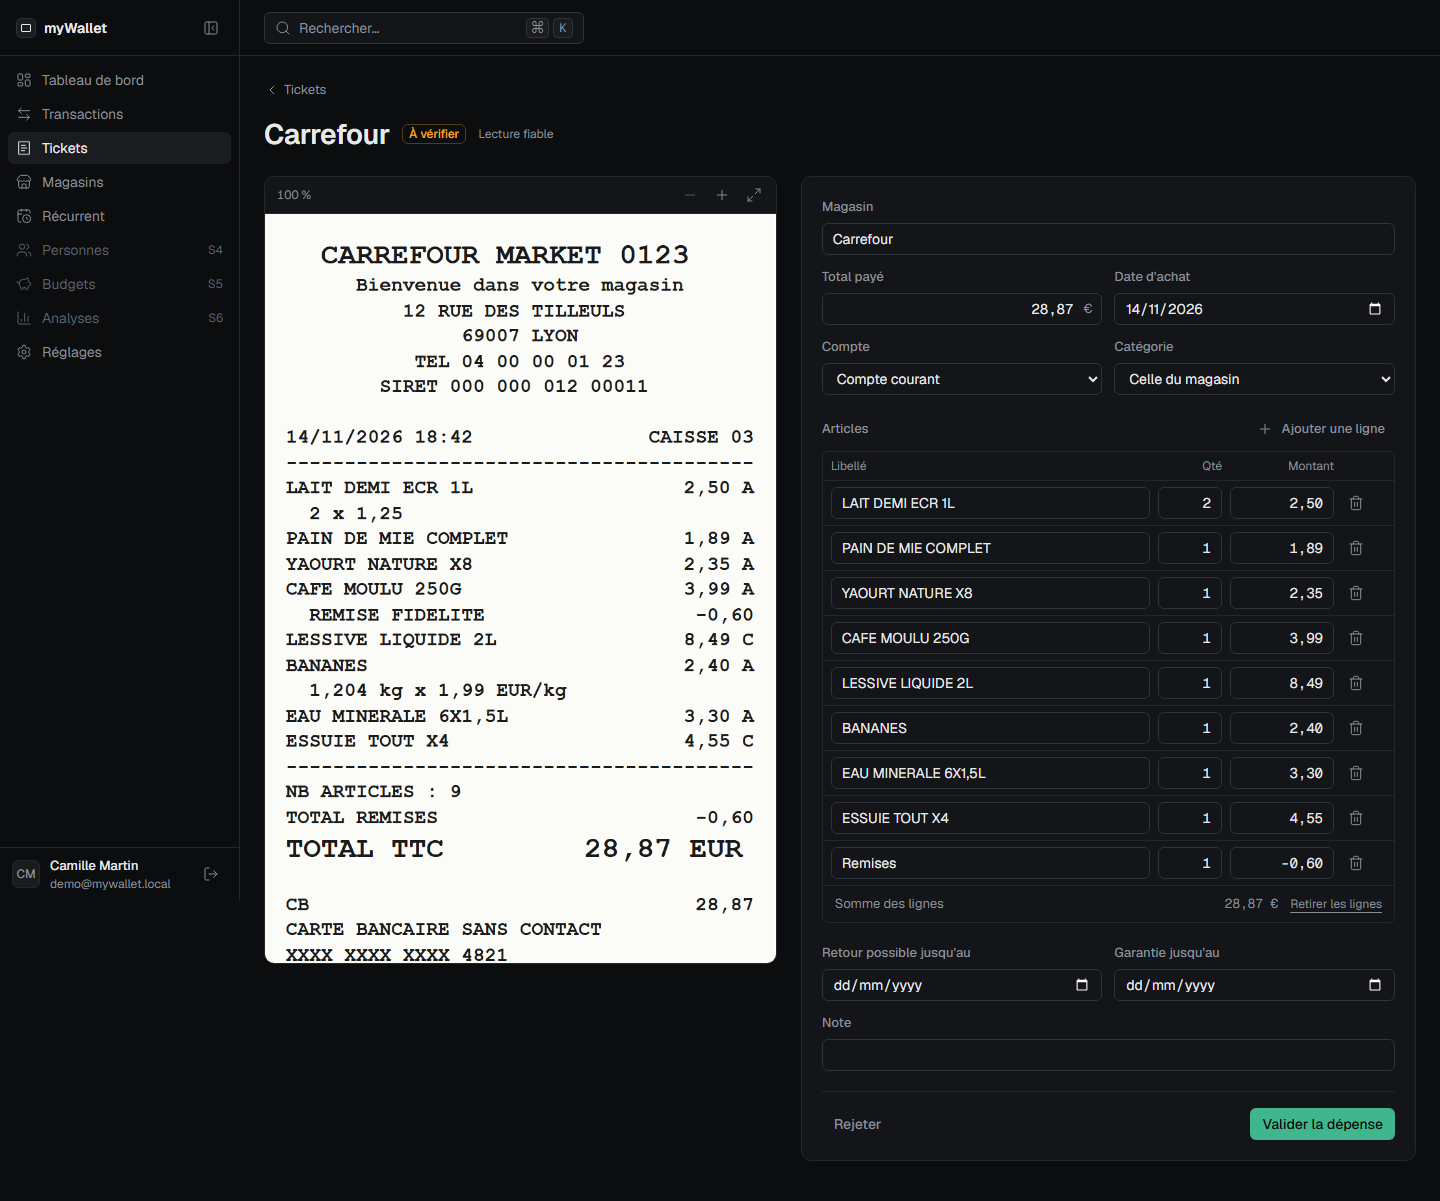 myWallet
Rechercher…
⌘ K
Tableau de bord
Transactions
Tickets
Magasins
Récurrent
Personnes S4
Budgets S5
Analyses S6
Réglages
CM
Camille Martin
demo@mywallet.local
Tickets
Carrefour À vérifier Lecture fiable
100 %
CARREFOUR MARKET 0123
Bienvenue dans votre magasin
12 RUE DES TILLEULS
69007 LYON
TEL 04 00 00 01 23
SIRET 000 000 012 00011
14/11/2026 18:42 CAISSE 03
----------------------------------------
LAIT DEMI ECR 1L 2,50 A
2 x 1,25
PAIN DE MIE COMPLET 1,89 A
YAOURT NATURE X8 2,35 A
CAFE MOULU 250G 3,99 A
REMISE FIDELITE -0,60
LESSIVE LIQUIDE 2L 8,49 C
BANANES 2,40 A
1,204 kg x 1,99 EUR/kg
EAU MINERALE 6X1,5L 3,30 A
ESSUIE TOUT X4 4,55 C
----------------------------------------
NB ARTICLES : 9
TOTAL REMISES -0,60
TOTAL TTC 28,87 EUR
CB 28,87
CARTE BANCAIRE SANS CONTACT
XXXX XXXX XXXX 4821
Magasin
Carrefour
Total payé Date d'achat
28,87 € 14/11/2026
Compte Catégorie
Compte courant Celle du magasin
Articles Ajouter une ligne
Libellé Qté Montant
LAIT DEMI ECR 1L 2 2,50
PAIN DE MIE COMPLET 1 1,89
YAOURT NATURE X8 1 2,35
CAFE MOULU 250G 1 3,99
LESSIVE LIQUIDE 2L 1 8,49
BANANES 1 2,40
EAU MINERALE 6X1,5L 1 3,30
ESSUIE TOUT X4 1 4,55
Remises 1 -0,60
Somme des lignes 28,87 € Retirer les lignes
Retour possible jusqu'au Garantie jusqu'au
dd/mm/yyyy dd/mm/yyyy
Note
Rejeter Valider la dépense